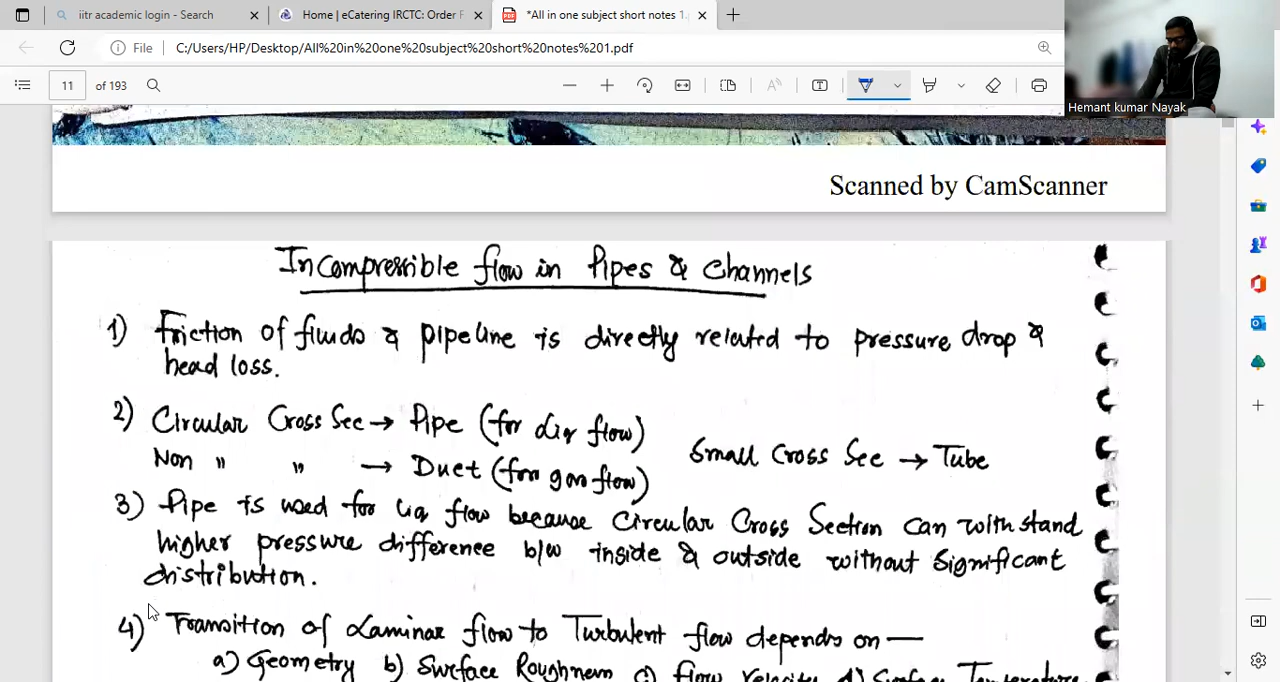 iitr academic login - Search
Home | eCatering IRCTC: Order F
*All in one subject short notes 1.p
File
C:/Users/HP/Desktop/All%20in%20one%20subject%20short%20notes%201.pdf
11 of 193
Hemant kumar Nayak
Scanned by CamScanner
Incompressible flow in Pipes & Channels
1) Friction of fluids & pipeline is directly related to pressure drop &
head loss.
2) Circular Cross Sec → Pipe (for liq flow)
Non " " → Duct (for gas flow)
Small Cross Sec → Tube
3) Pipe is used for liq flow because Circular Cross Section can withstand
higher pressure difference b/w inside & outside without significant
distribution.
4) Transition of Laminar flow to Turbulent flow depends on —
a) Geometry b) Surface Roughness c) flow velocity d) Surface Temperature